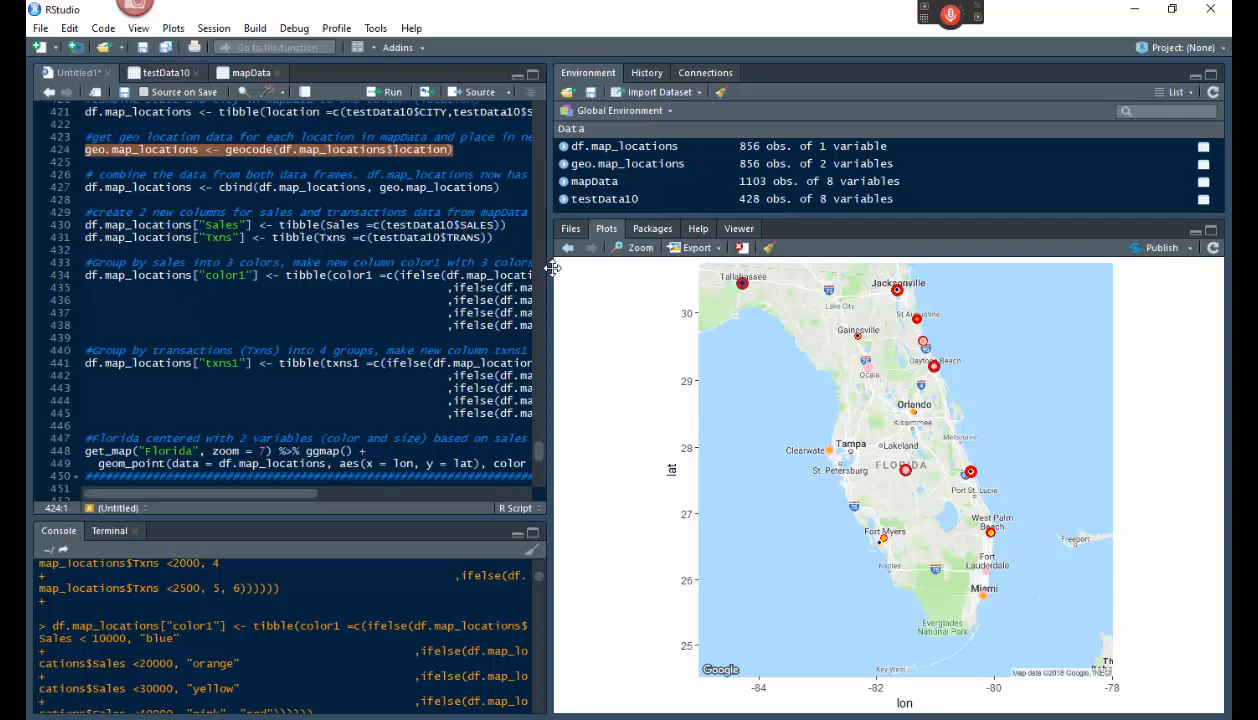 RStudio
File Edit Code View Plots Session Build Debug Profile Tools Help
Go to file/function Addins Project: (None)
Untitled1* testData10 mapData
Source on Save Run Source
421 df.map_locations <- tibble(location =c(testData10$CITY,testData10$S
422
423 #get geo location data for each location in mapData and place in ne
424 geo.map_locations <- geocode(df.map_locations$location)
425
426 # combine the data from both data frames. df.map_locations now has
427 df.map_locations <- cbind(df.map_locations, geo.map_locations)
428
429 #create 2 new columns for sales and transactions data from mapData
430 df.map_locations["Sales"] <- tibble(Sales =c(testData10$SALES))
431 df.map_locations["Txns"] <- tibble(Txns =c(testData10$TRANS))
432
433 #Group by sales into 3 colors, make new column color1 with 3 colors
434 df.map_locations["color1"] <- tibble(color1 =c(ifelse(df.map_locati
435 ,ifelse(df.ma
436 ,ifelse(df.ma
437 ,ifelse(df.ma
438 ,ifelse(df.ma
439
440 #Group by transactions (Txns) into 4 groups, make new column txns1
441 df.map_locations["txns1"] <- tibble(txns1 =c(ifelse(df.map_location
442 ,ifelse(df.ma
443 ,ifelse(df.ma
444 ,ifelse(df.ma
445 ,ifelse(df.ma
446
447 #Florida centered with 2 variables (color and size) based on sales
448 get_map("Florida", zoom = 7) %>% ggmap() +
449 geom_point(data = df.map_locations, aes(x = lon, y = lat), color
450 ##################################################################
451
424:1 (Untitled) R Script
Console Terminal
~/
map_locations$Txns <2000, 4
+ ,ifelse(df.
map_locations$Txns <2500, 5, 6))))))
+
> df.map_locations["color1"] <- tibble(color1 =c(ifelse(df.map_locations$
Sales < 10000, "blue"
+ ,ifelse(df.map_lo
cations$Sales <20000, "orange"
+ ,ifelse(df.map_lo
cations$Sales <30000, "yellow"
+ ,ifelse(df.map_lo
Environment History Connections
Import Dataset List
Global Environment
Data
df.map_locations 856 obs. of 1 variable
geo.map_locations 856 obs. of 2 variables
mapData 1103 obs. of 8 variables
testData10 428 obs. of 8 variables
Files Plots Packages Help Viewer
Zoom Export Publish
Tallahassee
Jacksonville
Lake City
30
St Augustine
Gainesville
Daytona Beach
Ocala
29
Orlando
Kissimmee
Melbourne
28
Tampa
Lakeland
Clearwate
St. Petersburg
FLORIDA
Port St. Lucie
27
West Palm
Beach
Fort Myers
Freeport
Fort
Lauderdale
Naples
26
Miami
Everglades
National Park
25
Key West
Google
Map data ©2018 Google, INEGI
-84 -82 -80 -78
lon
lat